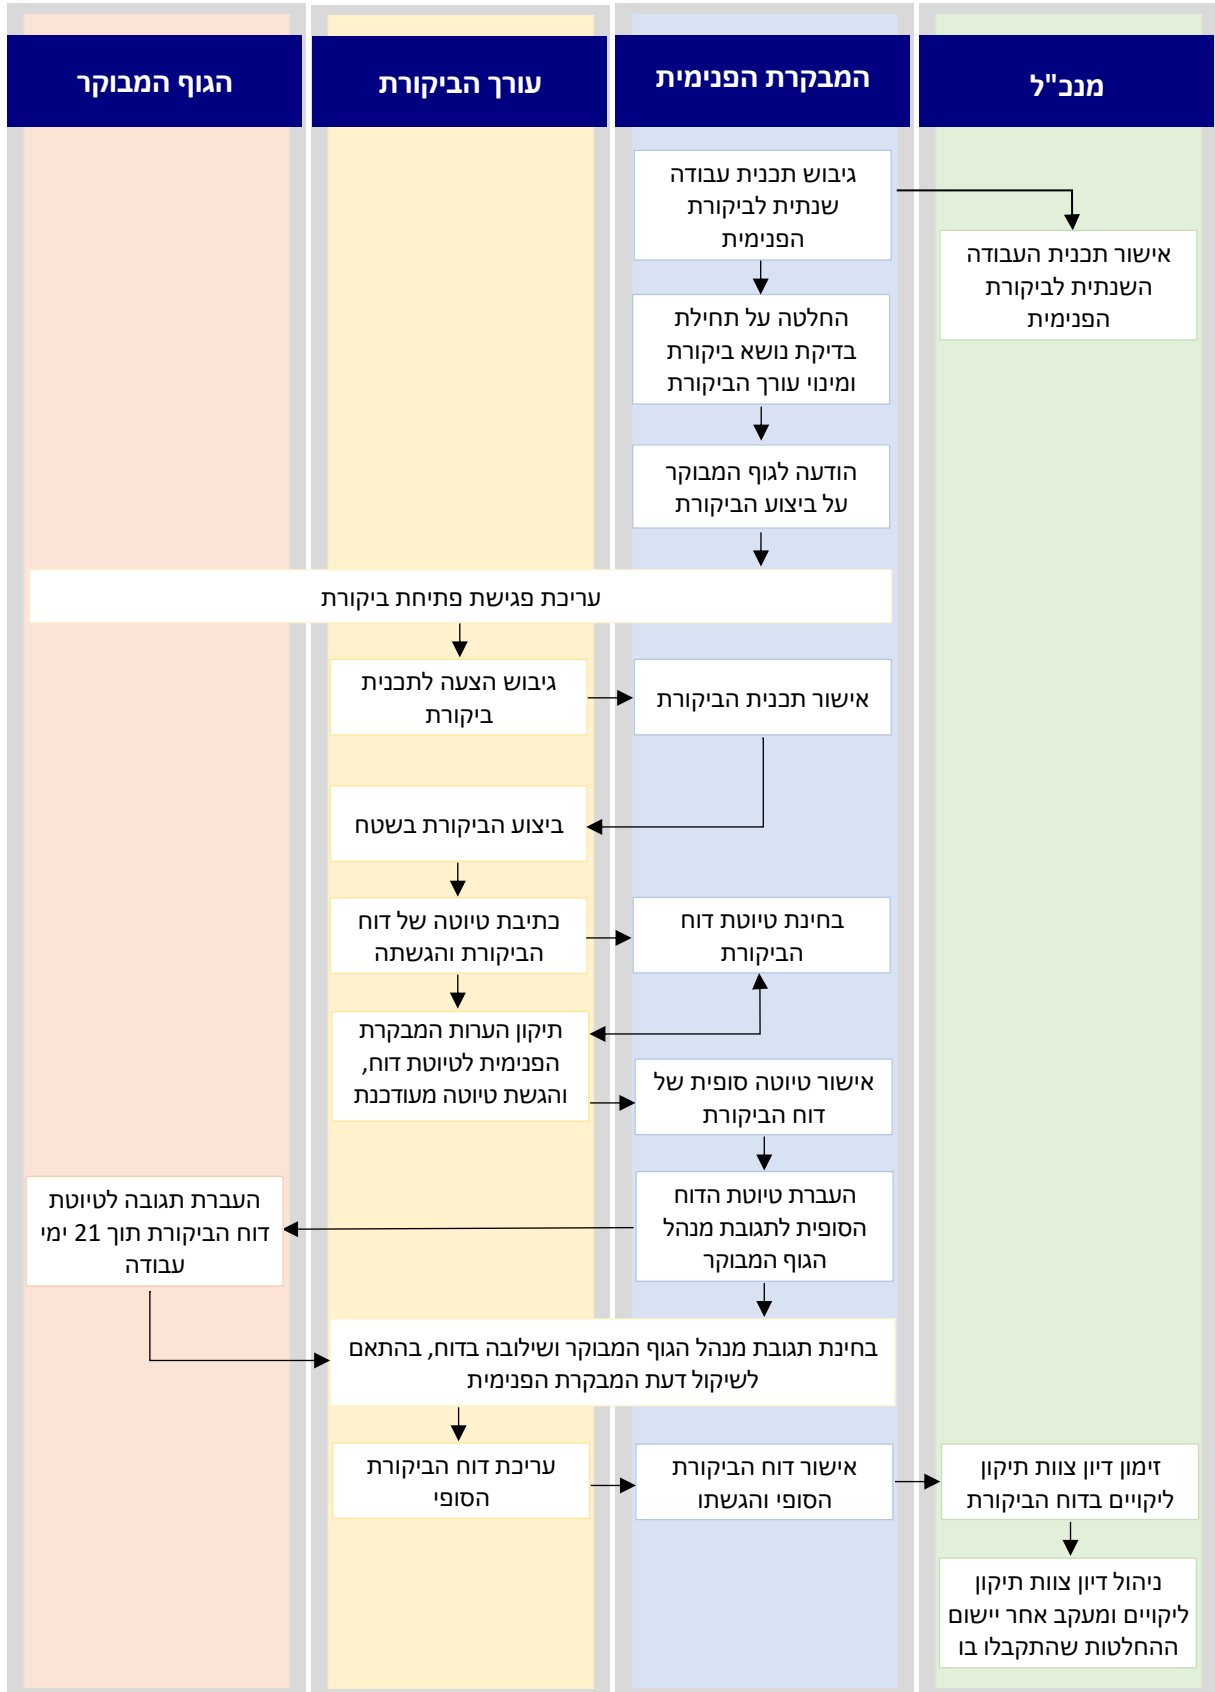 מנכ"ל
המבקרת הפנימית
עורך הביקורת
הגוף המבוקר
גיבוש תכנית עבודה
שנתית לביקורת
הפנימית
אישור תכנית העבודה
השנתית לביקורת
הפנימית
החלטה על תחילת
בדיקת נושא ביקורת
ומינוי עורך הביקורת
הודעה לגוף המבוקר
על ביצוע הביקורת
עריכת פגישת פתיחת ביקורת
גיבוש הצעה לתכנית
ביקורת
אישור תכנית הביקורת
ביצוע הביקורת בשטח
כתיבת טיוטה של דוח
הביקורת והגשתה
בחינת טיוטת דוח
הביקורת
תיקון הערות המבקרת
הפנימית לטיוטת דוח,
והגשת טיוטה מעודכנת
אישור טיוטה סופית של
דוח הביקורת
העברת טיוטת הדוח
הסופית לתגובת מנהל
הגוף המבוקר
העברת תגובה לטיוטת
דוח הביקורת תוך 21 ימי
עבודה
בחינת תגובת מנהל הגוף המבוקר ושילובה בדוח, בהתאם
לשיקול דעת המבקרת הפנימית
עריכת דוח הביקורת
הסופי
אישור דוח הביקורת
הסופי והגשתו
זימון דיון צוות תיקון
ליקויים בדוח הביקורת
ניהול דיון צוות תיקון
ליקויים ומעקב אחר יישום
ההחלטות שהתקבלו בו